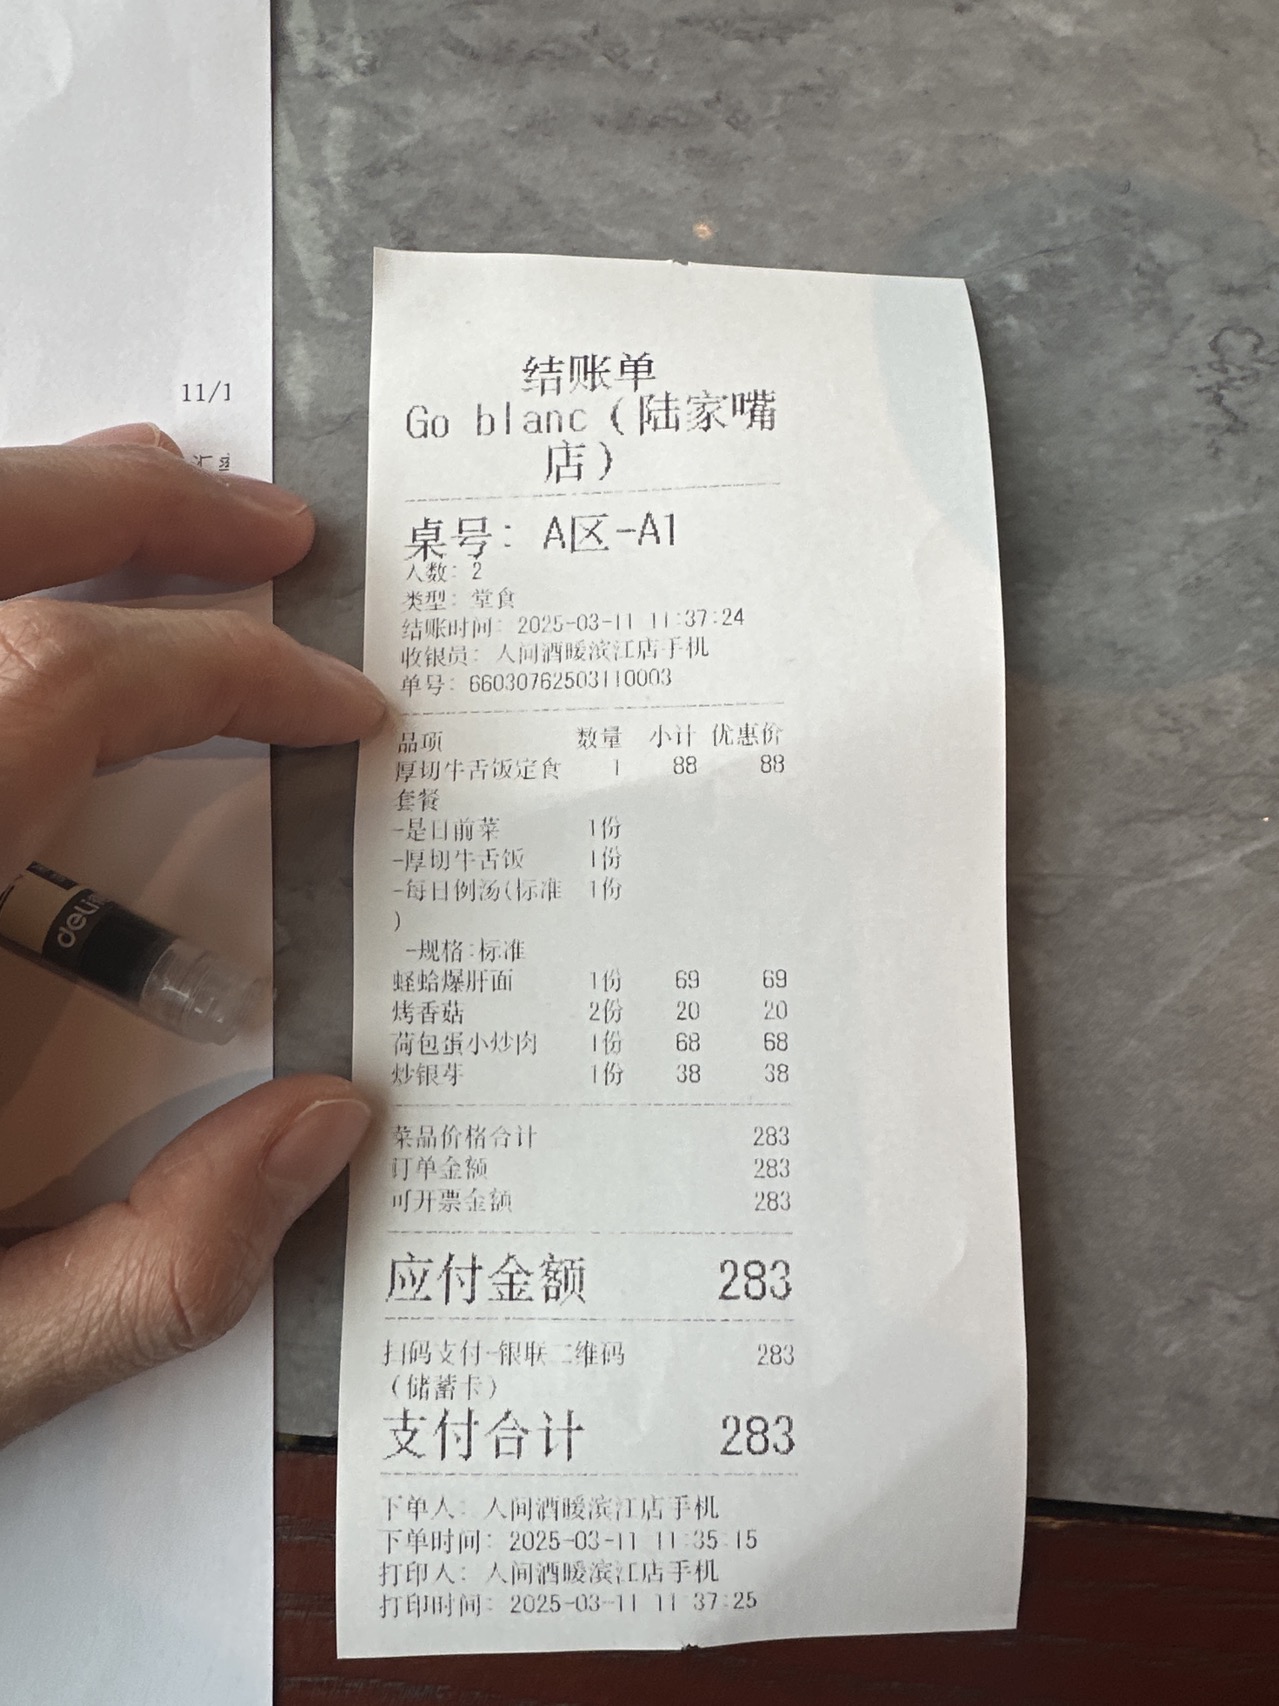 11/1
结账单
Go blanc(陆家嘴
店)
桌号: A区-A1
人数: 2
类型: 堂食
结账时间: 2025-03-11 11:37:24
收银员: 人间酒暖滨江店手机
单号: 66030762503110003
品项 数量 小计 优惠价
厚切牛舌饭定食 1 88 88
套餐
-是日前菜 1份
-厚切牛舌饭 1份
-每日例汤(标准 1份
)
-规格:标准
蛏蛤爆肝面 1份 69 69
烤香菇 2份 20 20
荷包蛋小炒肉 1份 68 68
炒银芽 1份 38 38
菜品价格合计 283
订单金额 283
可开票金额 283
应付金额 283
扫码支付-银联二维码 283
(储蓄卡)
支付合计 283
下单人: 人间酒暖滨江店手机
下单时间: 2025-03-11 11:35:15
打印人: 人间酒暖滨江店手机
打印时间: 2025-03-11 11:37:25
deli